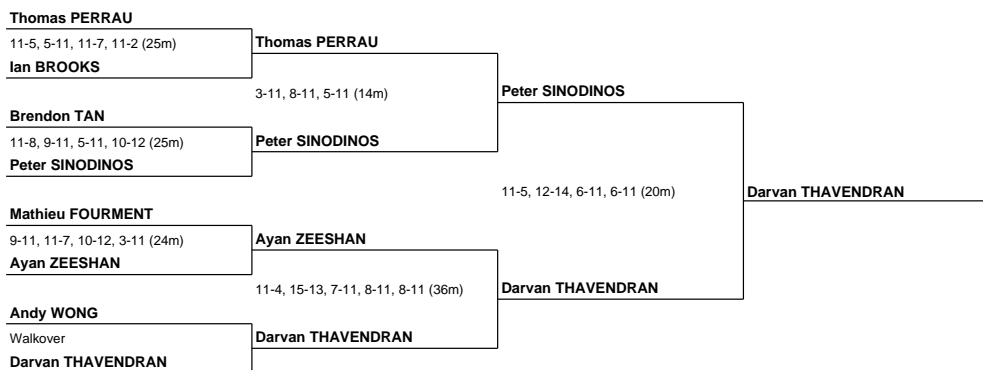 Thomas PERRAU
11-5, 5-11, 11-7, 11-2 (25m)
Ian BROOKS
Brendon TAN
11-8, 9-11, 5-11, 10-12 (25m)
Peter SINODINOS
Mathieu FOURMENT
9-11, 11-7, 10-12, 3-11 (24m)
Ayan ZEESHAN
Andy WONG
Walkover
Darvan THAVENDRAN
Thomas PERRAU
3-11, 8-11, 5-11 (14m)
Peter SINODINOS
Ayan ZEESHAN
11-4, 15-13, 7-11, 8-11, 8-11 (36m)
Darvan THAVENDRAN
Peter SINODINOS
11-5, 12-14, 6-11, 6-11 (20m)
Darvan THAVENDRAN
Darvan THAVENDRAN